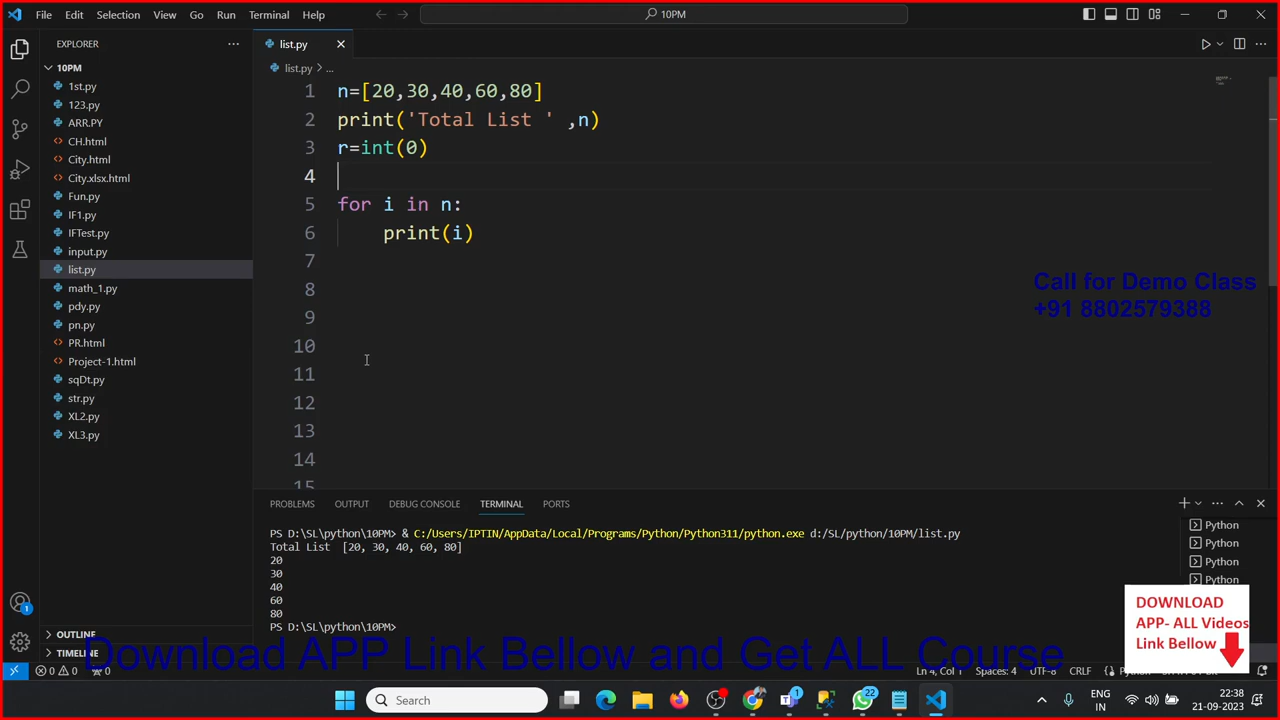 File Edit Selection View Go Run Terminal Help
10PM
EXPLORER
10PM
1st.py
123.py
ARR.PY
CH.html
City.html
City.xlsx.html
Fun.py
IF1.py
IFTest.py
input.py
list.py
math_1.py
pdy.py
pn.py
PR.html
Project-1.html
sqDt.py
str.py
XL2.py
XL3.py
OUTLINE
TIMELINE
list.py
list.py > ...
1 n=[20,30,40,60,80]
2 print('Total List ' ,n)
3 r=int(0)
4
5 for i in n:
6 print(i)
7
8
9
10
11
12
13
14
15
Call for Demo Class
+91 8802579388
PROBLEMS OUTPUT DEBUG CONSOLE TERMINAL PORTS
PS D:\SL\python\10PM> & C:/Users/IPTIN/AppData/Local/Programs/Python/Python311/python.exe d:/SL/python/10PM/list.py
Total List [20, 30, 40, 60, 80]
20
30
40
60
80
PS D:\SL\python\10PM>
Python
Python
Python
Python
DOWNLOAD
APP- ALL Videos
Link Bellow
Download APP Link Bellow and Get ALL Course
0 0 0
Ln 4, Col 1 Spaces: 4 UTF-8 CRLF
1
Search
1
22
ENG
IN
22:38
21-09-2023